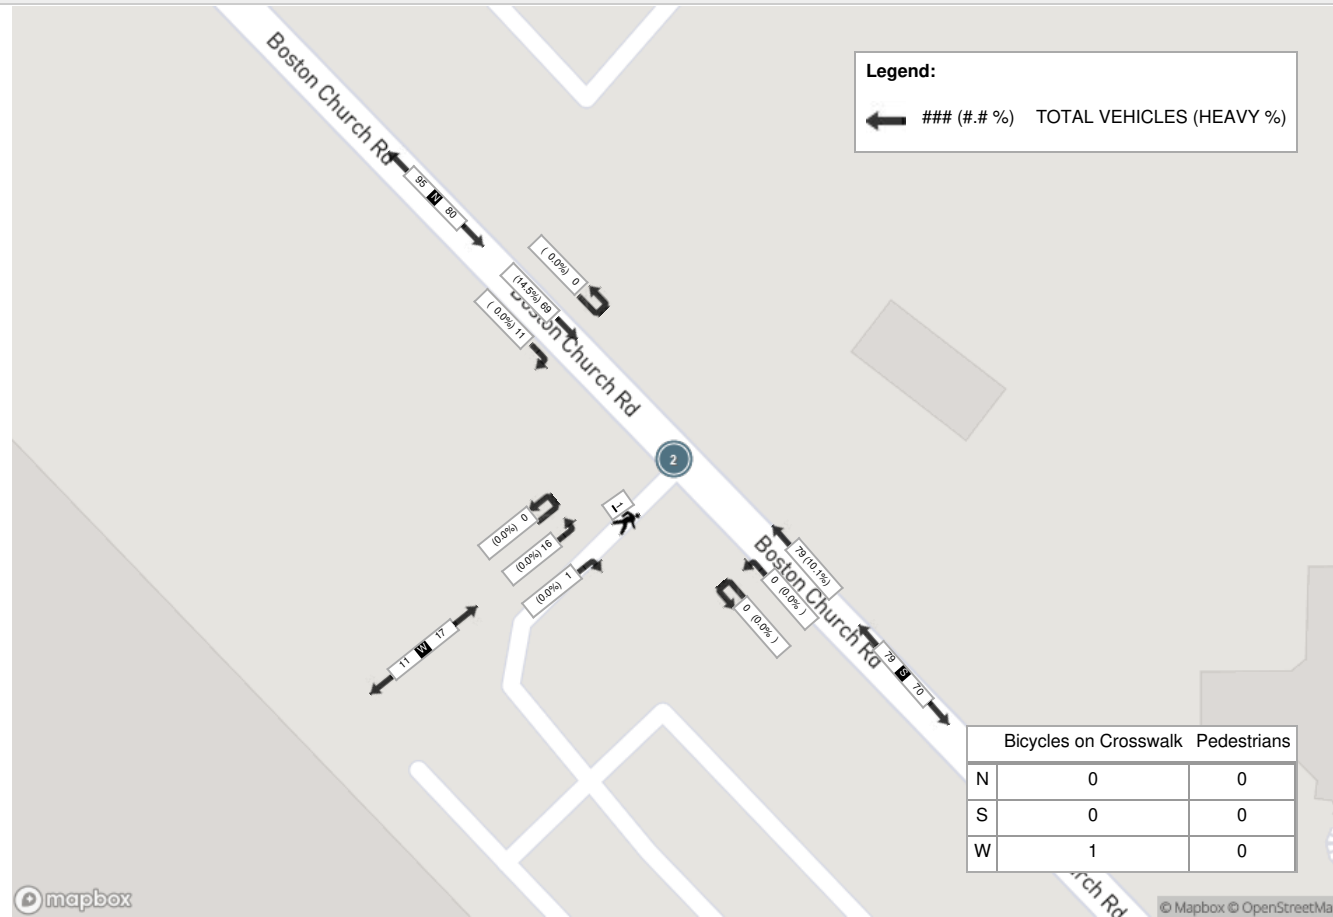 Boston Church Rd
Legend:
### (#.# %) TOTAL VEHICLES (HEAVY %)
95 N 80
( 0.0%) 0
(14.5%) 69
( 0.0%) 11
Boston Church Rd
2
1
(0.0%) 0
(0.0%) 16
(0.0%) 1
11 W 17
79 (10.1%)
0 (0.0% )
0 (0.0% )
Boston Church Rd
79 S 70
Bicycles on Crosswalk Pedestrians
N 0 0
S 0 0
W 1 0
rch Rd
mapbox
© Mapbox © OpenStreetMa